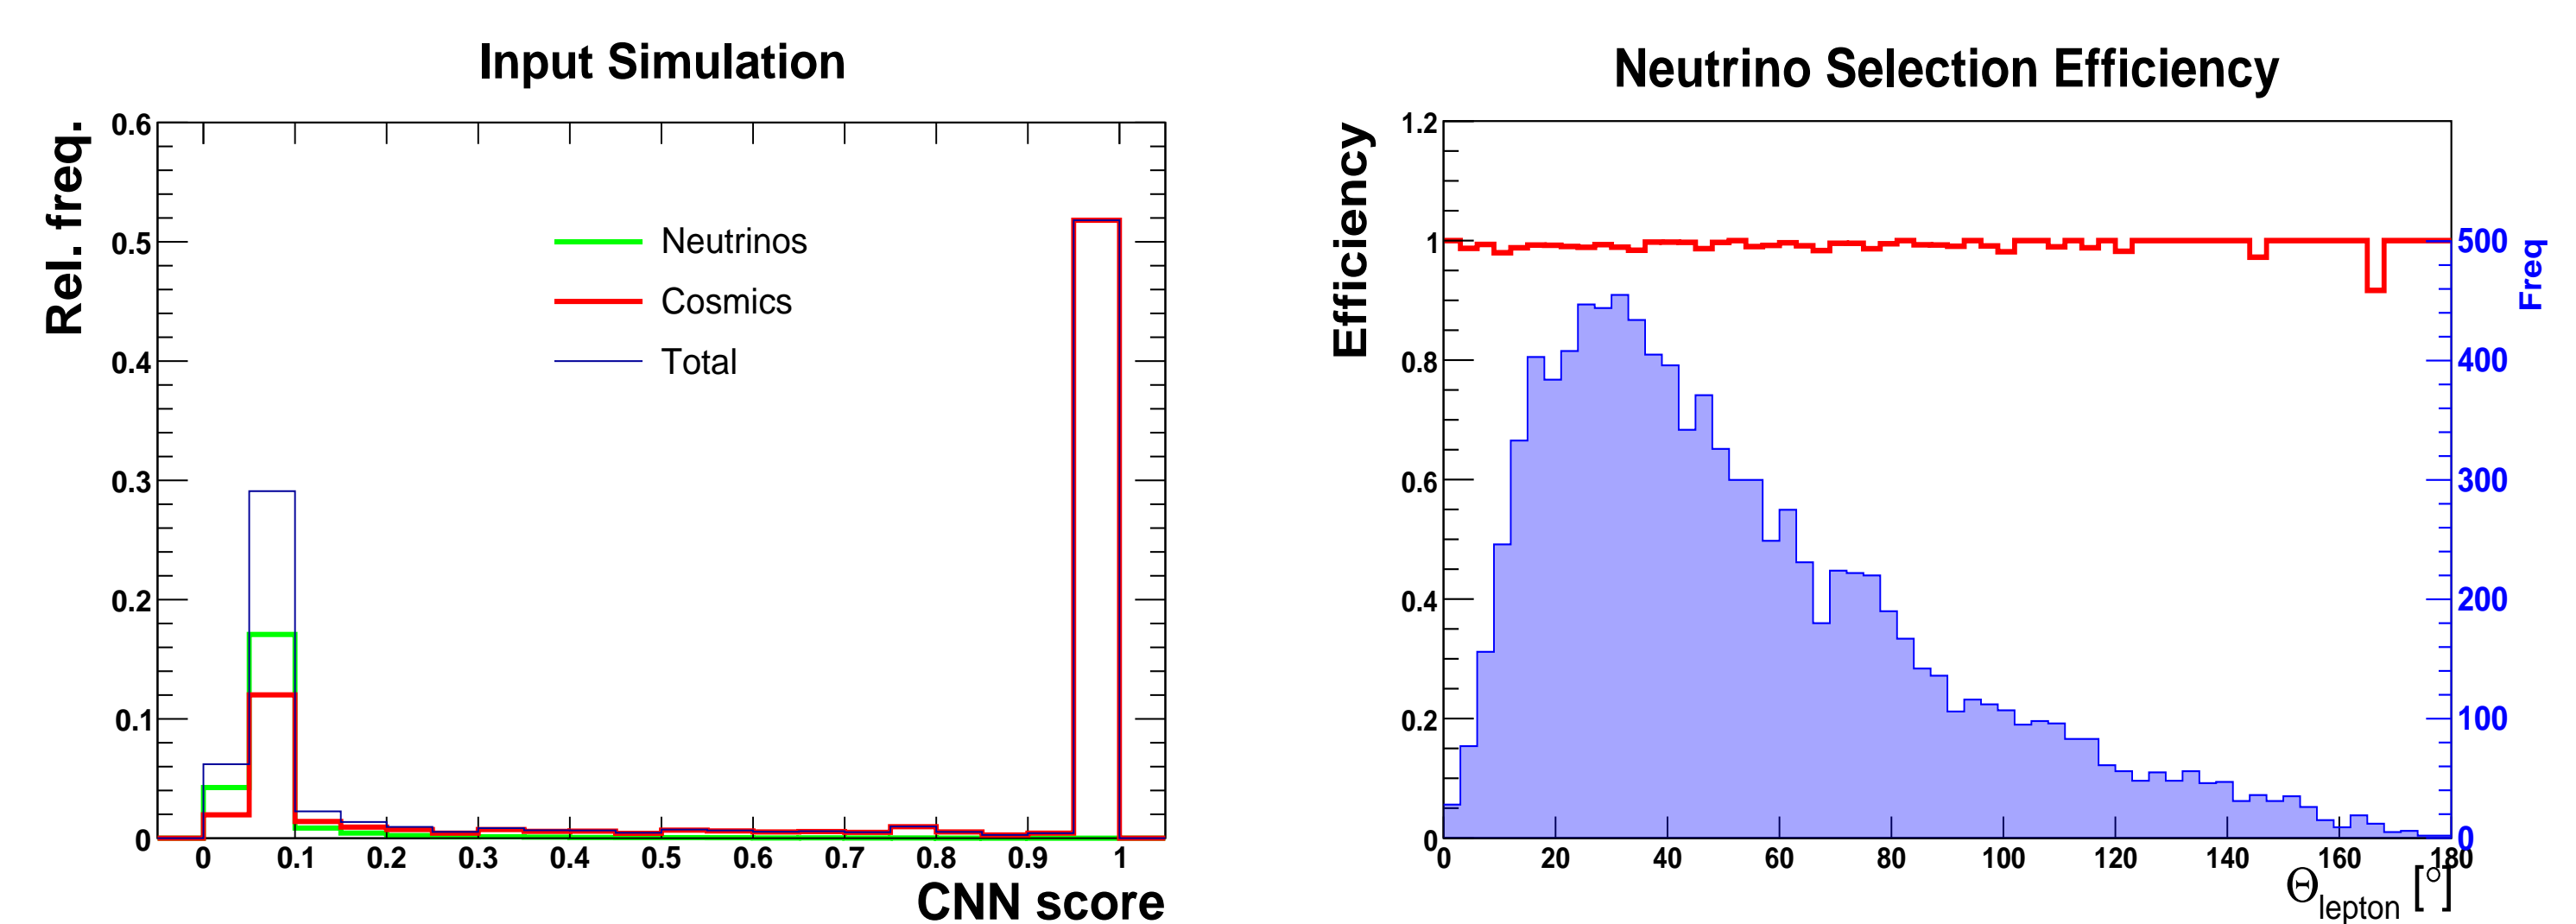 Input Simulation
Rel. freq.
0.6
0.5
0.4
0.3
0.2
0.1
0
Neutrinos
Cosmics
Total
0 0.1 0.2 0.3 0.4 0.5 0.6 0.7 0.8 0.9 1
CNN score
Neutrino Selection Efficiency
Efficiency
1.2
1
0.8
0.6
0.4
0.2
0
500
400
300
200
100
0
Freq
0 20 40 60 80 100 120 140 160 180
Θlepton [°]